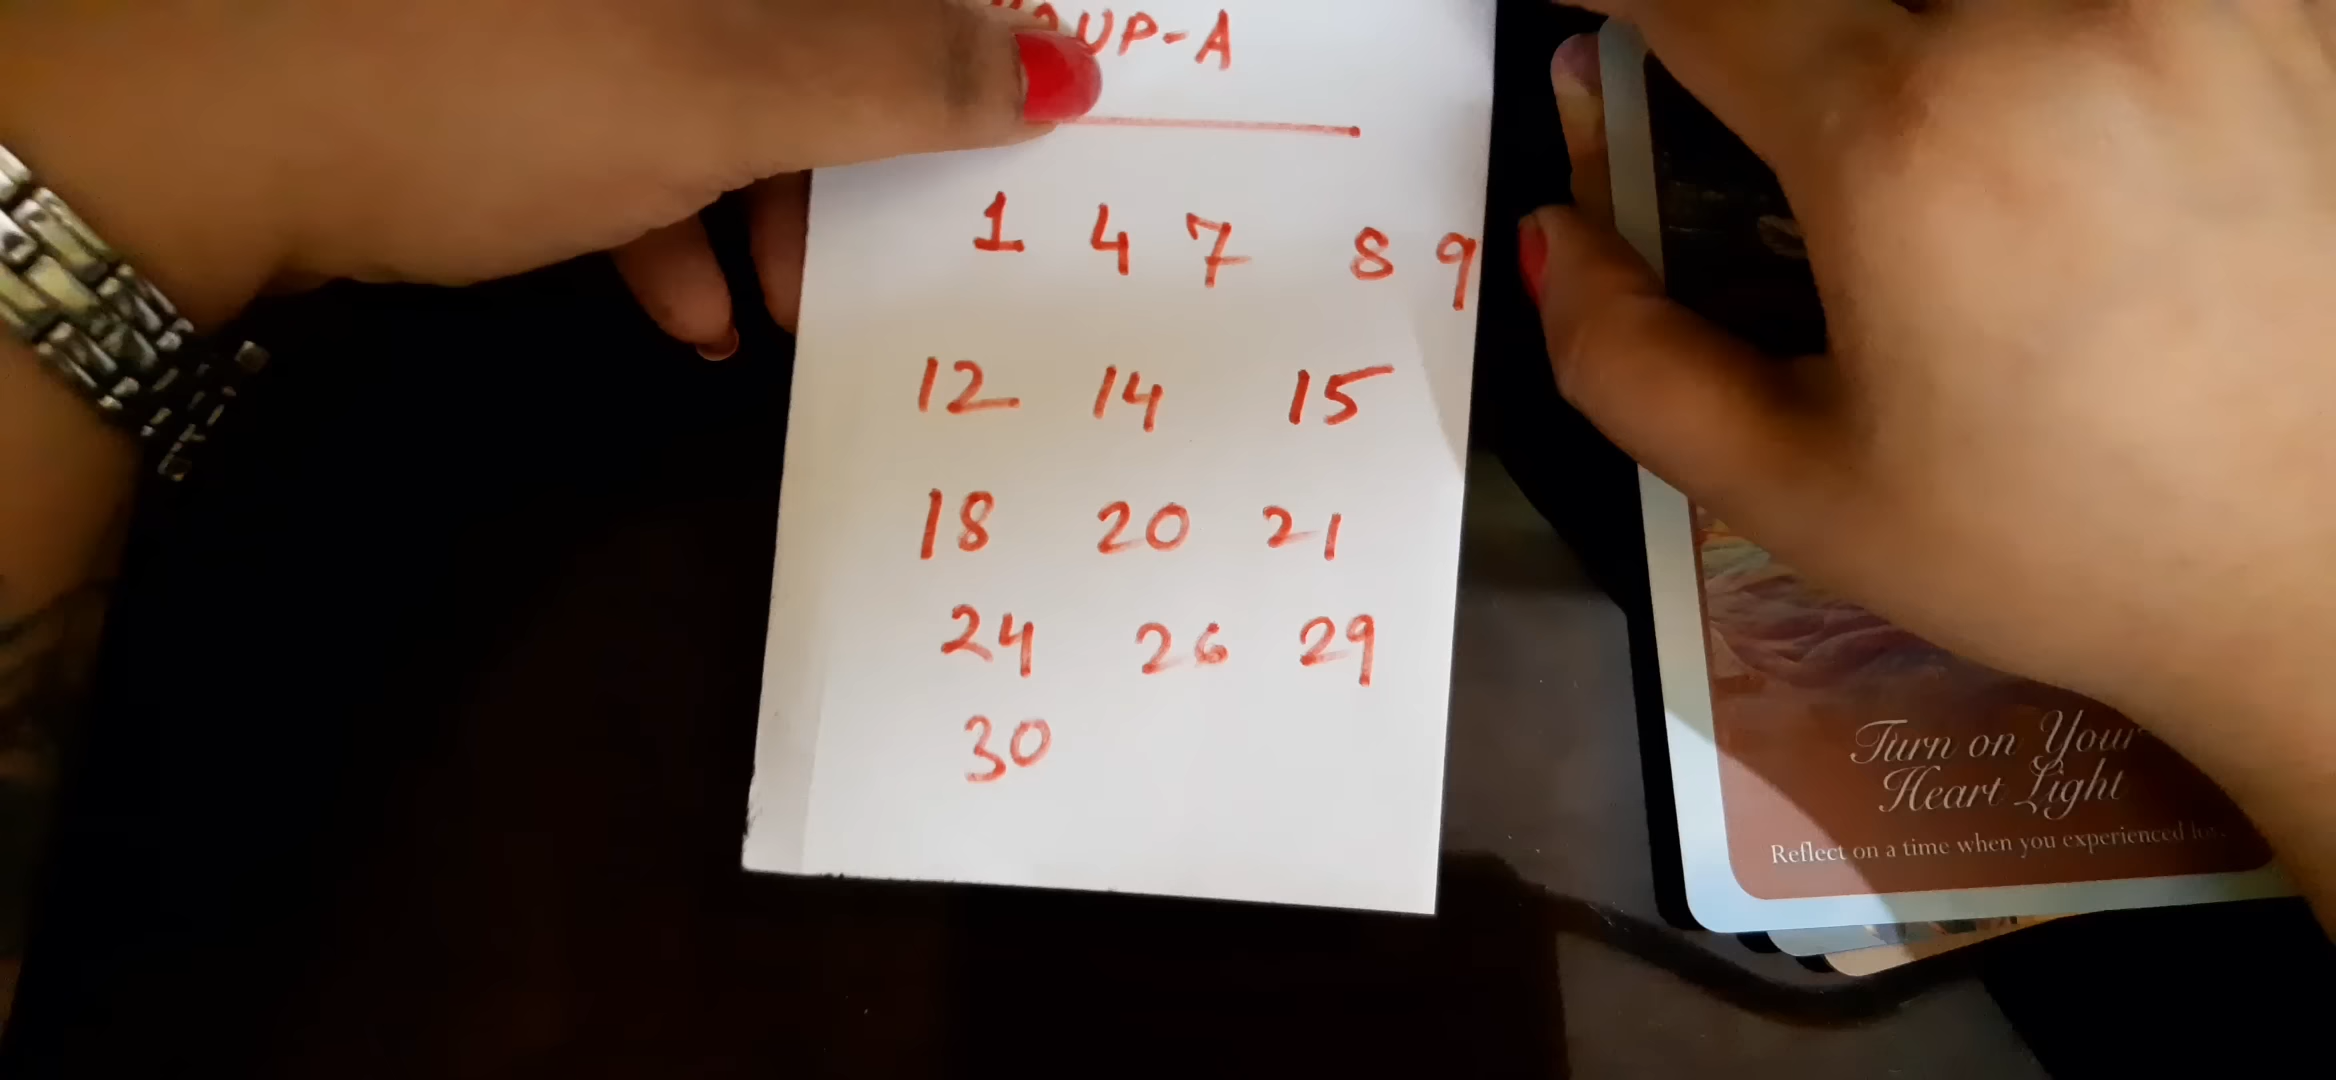 1 4 7 8 9
12 14 15
18 20 21
24 26 29
30
Turn on Your
Heart Light
Reflect on a time when you experienced